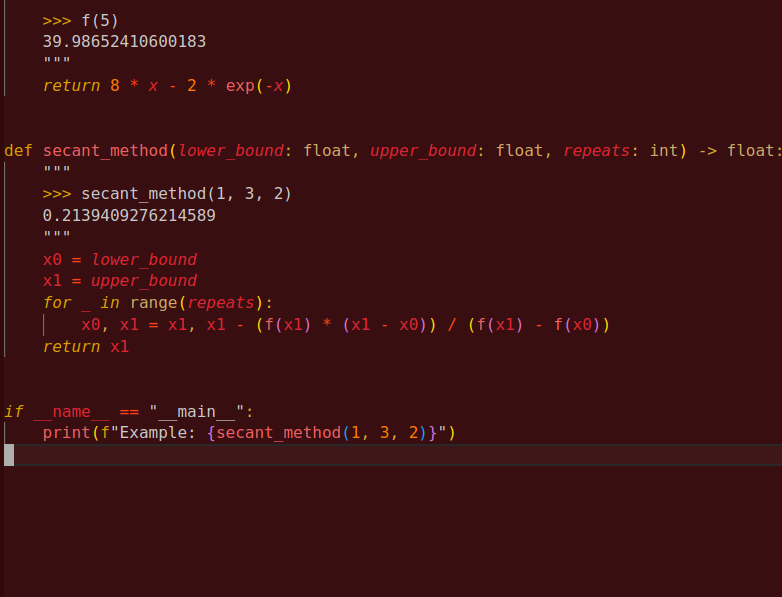 >>> f(5)
    39.98652410600183
    """
    return 8 * x - 2 * exp(-x)


def secant_method(lower_bound: float, upper_bound: float, repeats: int) -> float:
    """
    >>> secant_method(1, 3, 2)
    0.2139409276214589
    """
    x0 = lower_bound
    x1 = upper_bound
    for _ in range(repeats):
        x0, x1 = x1, x1 - (f(x1) * (x1 - x0)) / (f(x1) - f(x0))
    return x1


if __name__ == "__main__":
    print(f"Example: {secant_method(1, 3, 2)}")